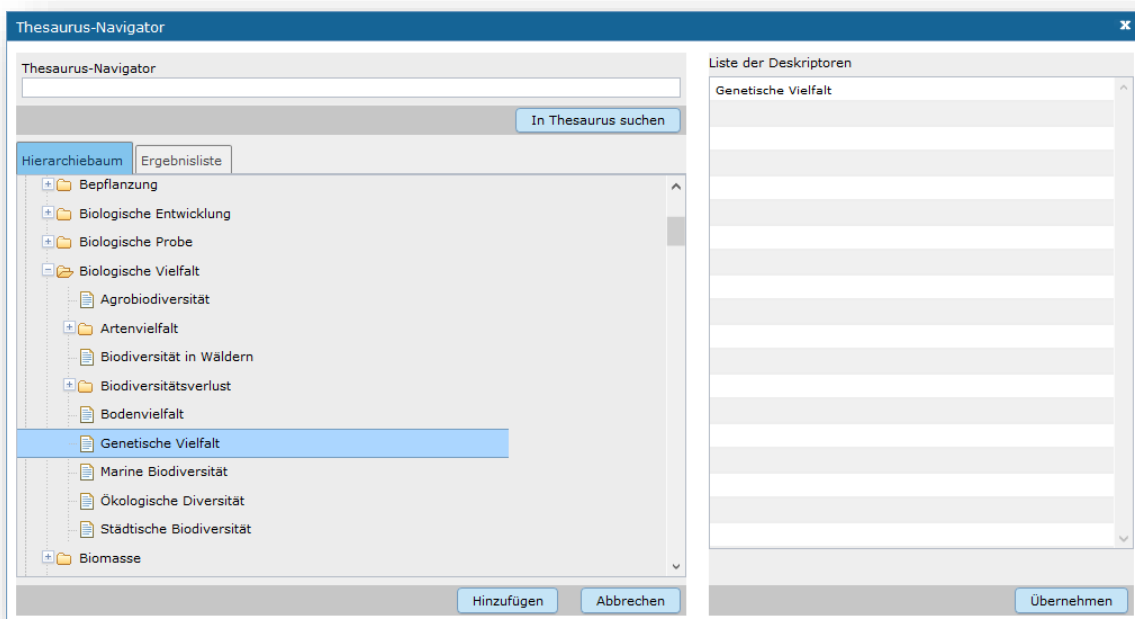 Thesaurus-Navigator
x
Thesaurus-Navigator
In Thesaurus suchen
Hierarchiebaum
Ergebnisliste
Bepflanzung
Biologische Entwicklung
Biologische Probe
Biologische Vielfalt
Agrobiodiversität
Artenvielfalt
Biodiversität in Wäldern
Biodiversitätsverlust
Bodenvielfalt
Genetische Vielfalt
Marine Biodiversität
Ökologische Diversität
Städtische Biodiversität
Biomasse
Hinzufügen
Abbrechen
Liste der Deskriptoren
Genetische Vielfalt
Übernehmen